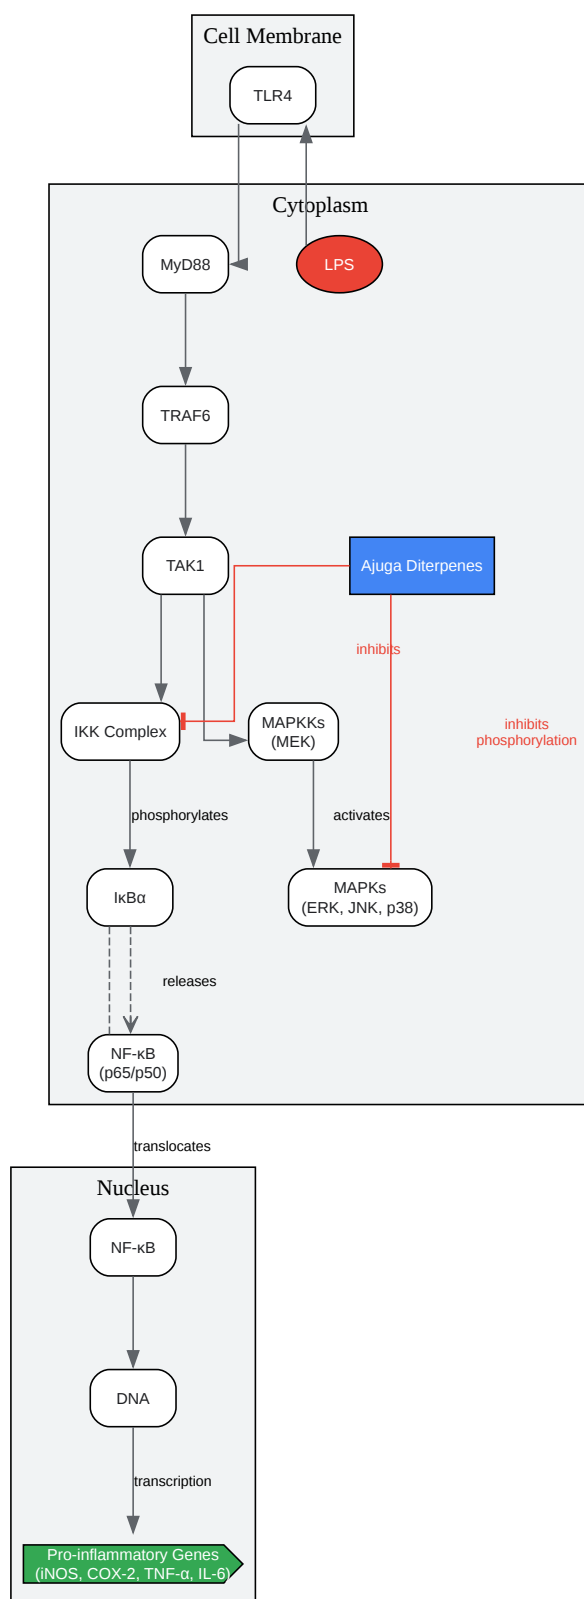 Cell Membrane
TLR4
Cytoplasm
MyD88
LPS
TRAF6
TAK1
Ajuga Diterpenes
inhibits
IKK Complex
MAPKKs
(MEK)
inhibits
phosphorylation
phosphorylates
activates
IκBα
MAPKs
(ERK, JNK, p38)
releases
NF-κB
(p65/p50)
translocates
Nucleus
NF-κB
DNA
transcription
Pro-inflammatory Genes
(iNOS, COX-2, TNF-α, IL-6)